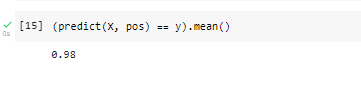 [15] (predict(X, pos) == y).mean()
0s
0.98